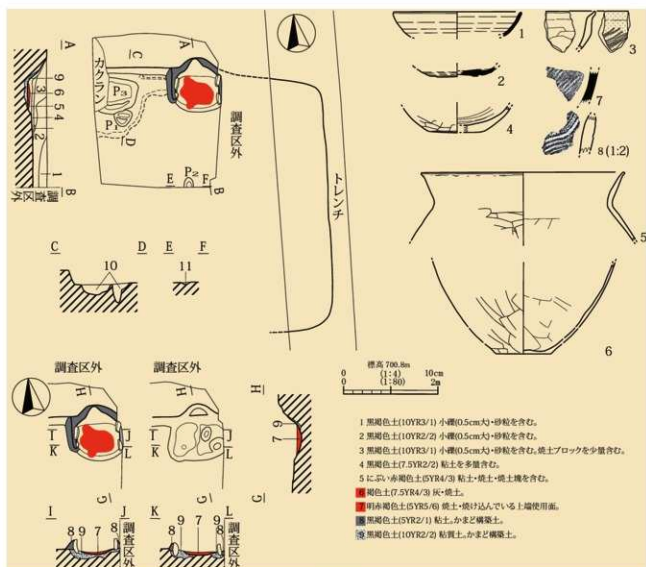 A
カクラン
C
A
9
6
3
5
4
6
2
1
B
調査区外
P3
P1
D
調査区外
E F
P2
B
トレンチ
1
2
3
4
7
8 (1:2)
5
6
C D E F
10
11
標高 700.8m
0 (1:4) 10cm
0 (1:80) 2m
調査区外 調査区外
H H H
I J I J
K L K L
9
7
G G G
I J K L
8 9 7 8 8 9 7 8
調査区外 調査区外
1 黒褐色土(10YR3/1) 小礫(0.5cm大)・砂粒を含む。
2 黒褐色土(10YR2/2) 小礫(0.5cm大)・砂粒を含む。
3 黒褐色土(10YR3/1) 小礫(0.5cm大)・砂粒を含む。焼土ブロックを少量含む。
4 黒褐色土(7.5YR2/2) 粘土を多量含む。
5 にぶい赤褐色土(5YR4/3) 粘土・焼土・焼土塊を含む。
6 褐色土(7.5YR4/3) 灰・焼土。
7 明赤褐色土(5YR5/6) 焼土・焼け込んでいる上端使用面。
8 黒褐色土(5YR2/1) 粘土。かまど構築土。
9 黒褐色土(10YR2/2) 粘質土。かまど構築土。